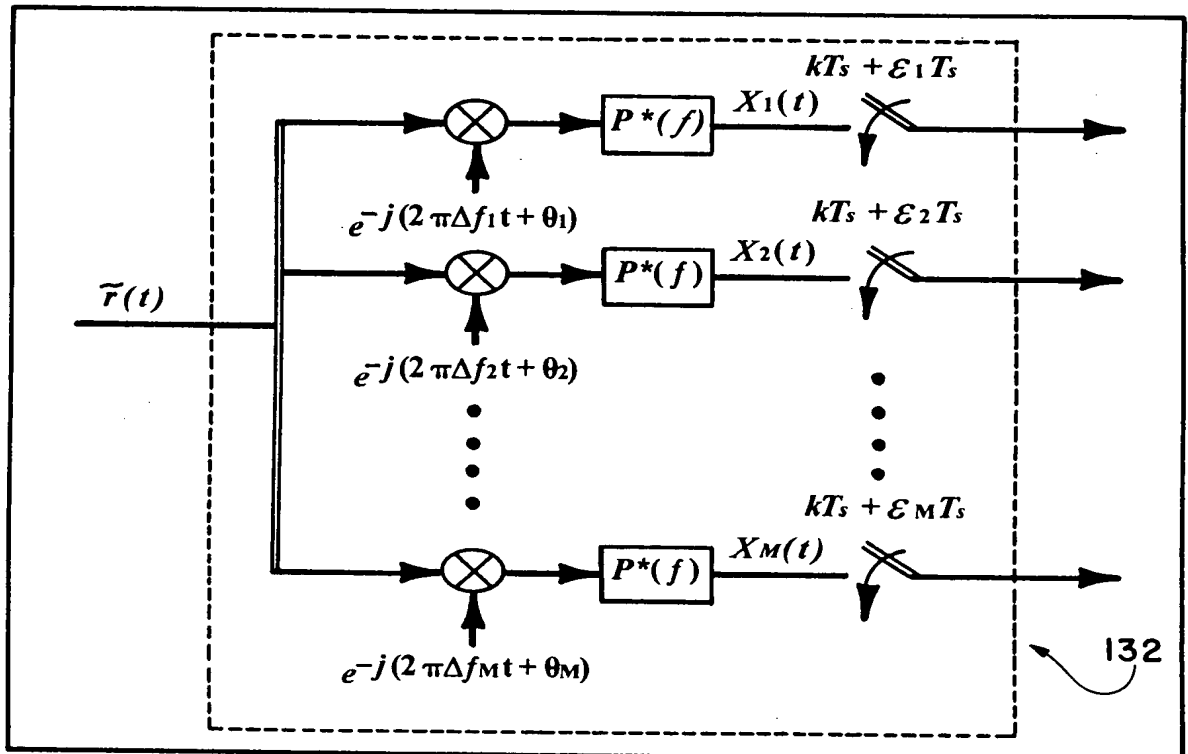 kTs + ε1Ts
X1(t)
P*(f)
e-j(2πΔf1t + θ1)
kTs + ε2Ts
X2(t)
P*(f)
r̃(t)
e-j(2πΔf2t + θ2)
kTs + εMTs
XM(t)
P*(f)
e-j(2πΔfMt + θM)
132